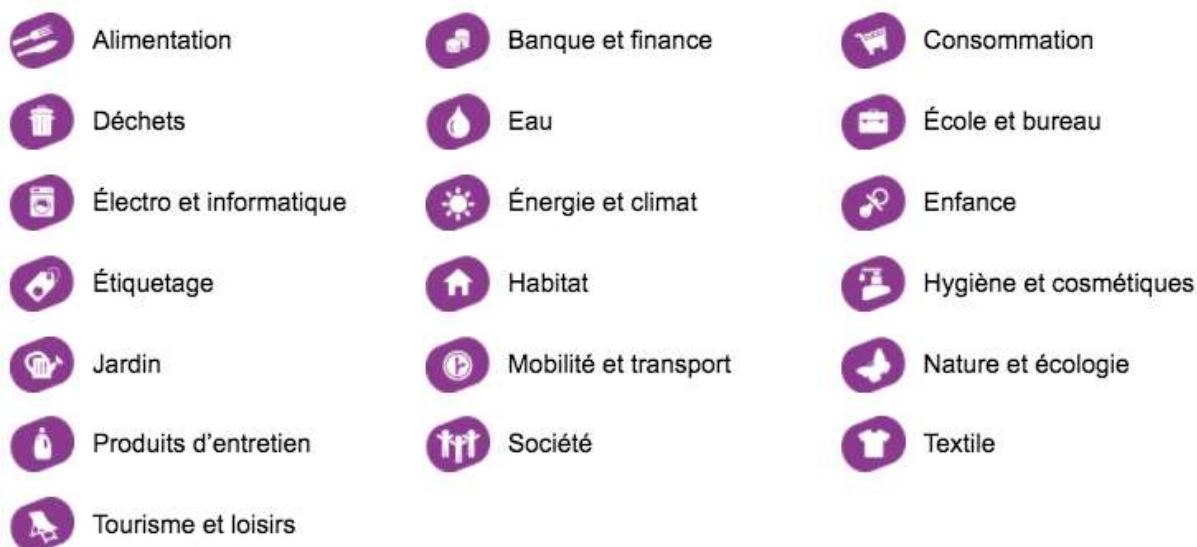 Alimentation
Banque et finance
Consommation
Déchets
Eau
École et bureau
Électro et informatique
Énergie et climat
Enfance
Étiquetage
Habitat
Hygiène et cosmétiques
Jardin
Mobilité et transport
Nature et écologie
Produits d’entretien
Société
Textile
Tourisme et loisirs